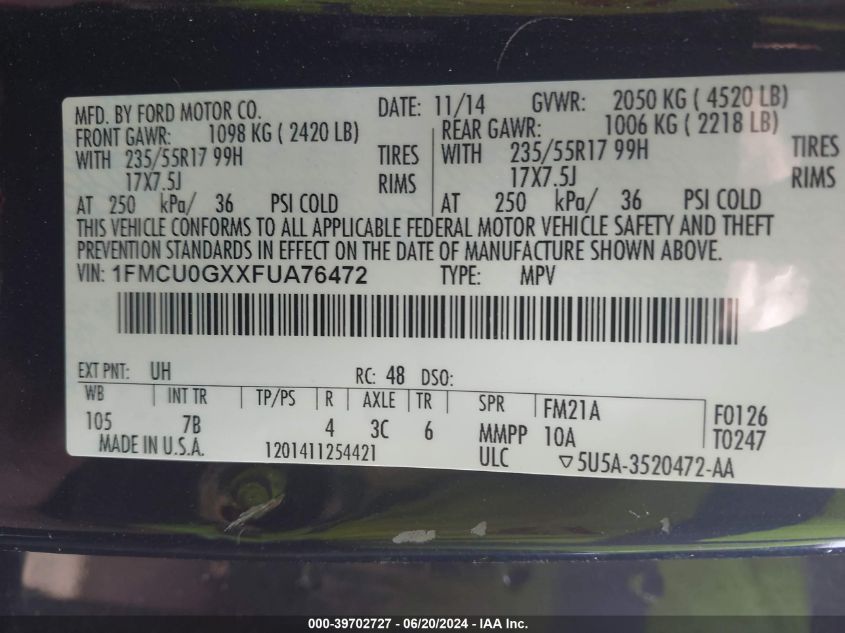 MFD. BY FORD MOTOR CO. DATE: 11/14 GVWR: 2050 KG ( 4520 LB)
FRONT GAWR: 1098 KG ( 2420 LB) REAR GAWR: 1006 KG ( 2218 LB)
WITH 235/55R17 99H TIRES WITH 235/55R17 99H TIRES
17X7.5J RIMS 17X7.5J RIMS
AT 250 kPa/ 36 PSI COLD AT 250 kPa/ 36 PSI COLD
THIS VEHICLE CONFORMS TO ALL APPLICABLE FEDERAL MOTOR VEHICLE SAFETY AND THEFT
PREVENTION STANDARDS IN EFFECT ON THE DATE OF MANUFACTURE SHOWN ABOVE.
VIN: 1FMCU0GXXFUA76472 TYPE: MPV
EXT PNT: UH RC: 48 DSO:
WB INT TR TP/PS R AXLE TR SPR FM21A F0126
105 7B 4 3C 6 MMPP 10A T0247
MADE IN U.S.A. 1201411254421 ULC ▽5U5A-3520472-AA
000-39702727 - 06/20/2024 - IAAI.com.